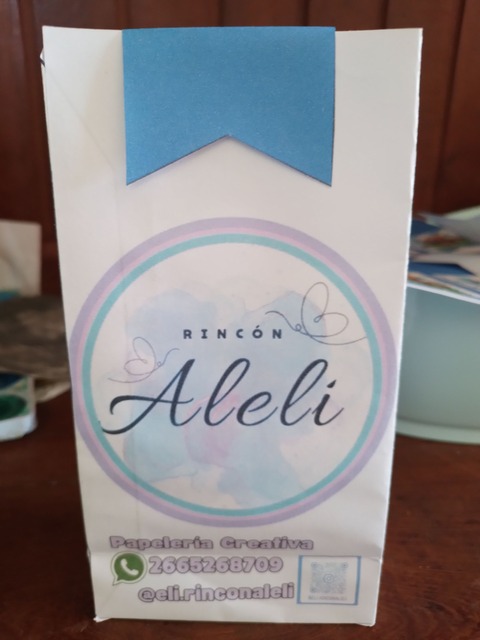 RINCÓN
Aleli
Papelería Creativa
2665268709
@eli.rinconaleli